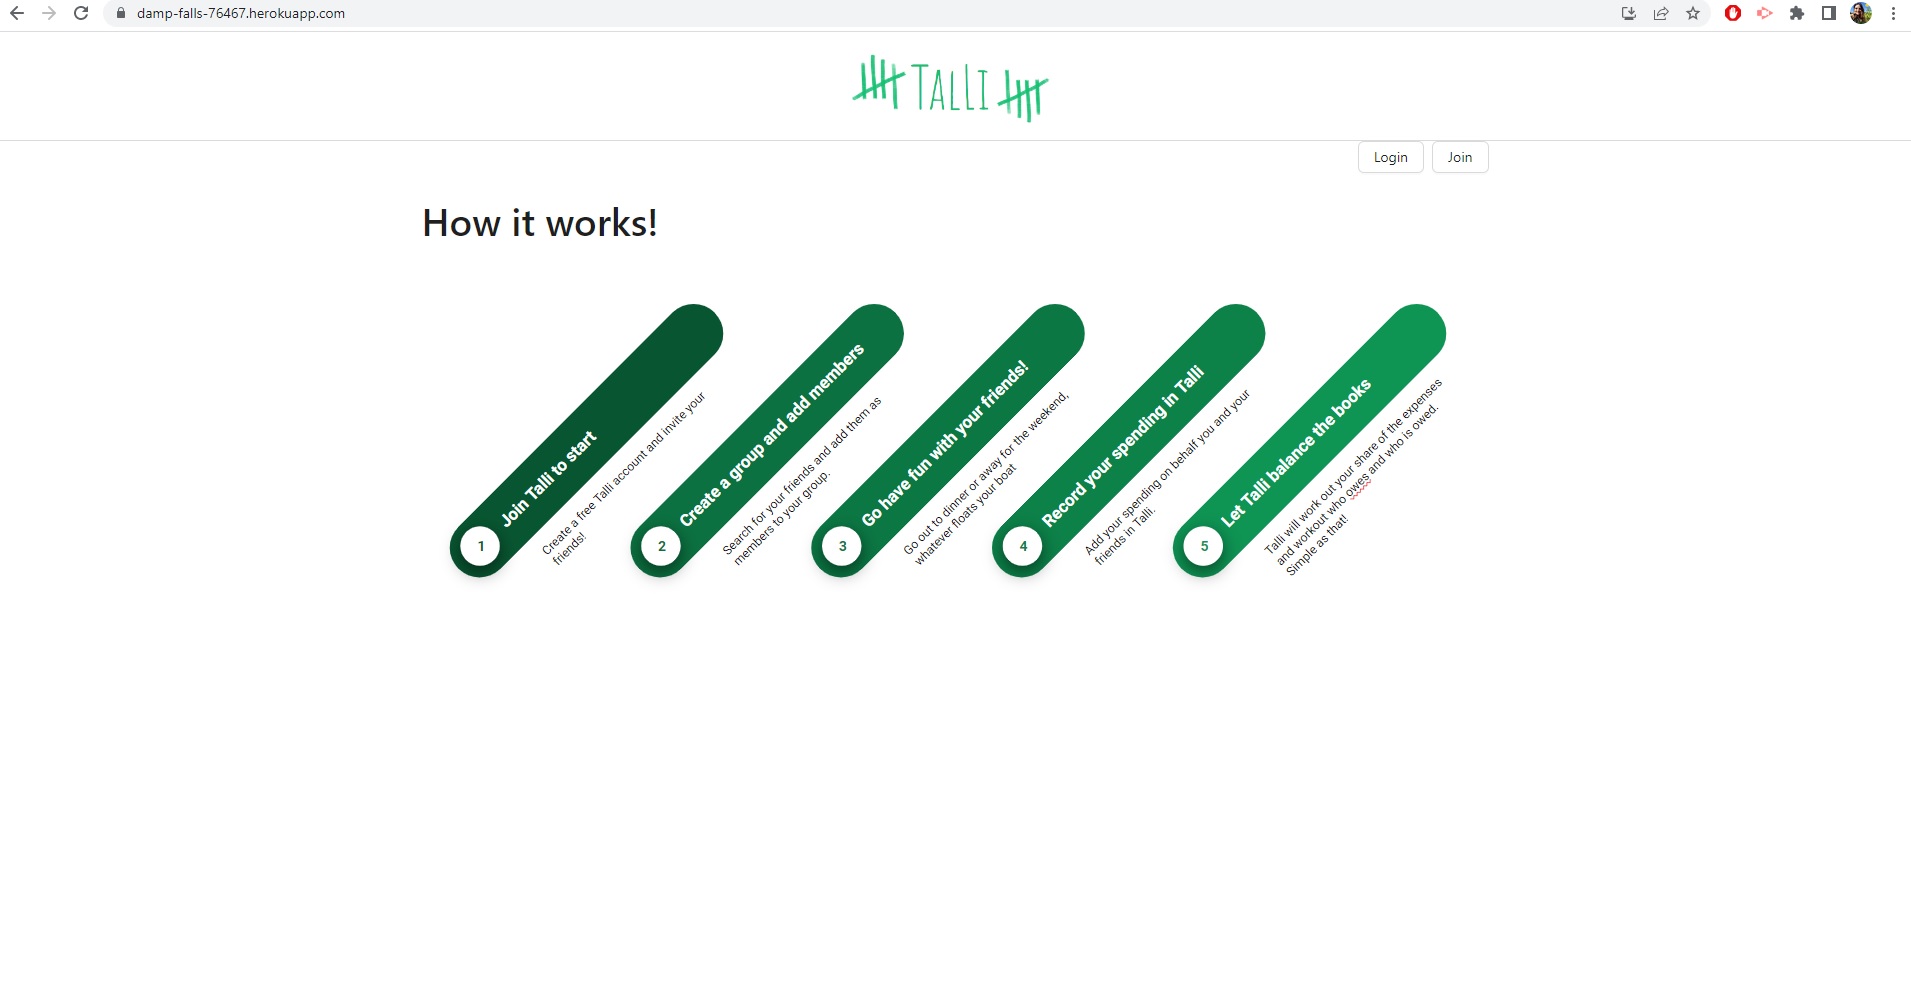 damp-falls-76467.herokuapp.com
TALLI
Login
Join
How it works!
1
Join Talli to start
Create a free Talli account and invite your
friends!
2
Create a group and add members
Search for your friends and add them as
members to your group.
3
Go have fun with your friends!
Go out to dinner or away for the weekend,
whatever floats your boat
4
Record your spending in Talli
Add your spending on behalf you and your
friends in Talli.
5
Let Talli balance the books
Talli will work out your share of the expenses
and workout who owes and who is owed.
Simple as that!